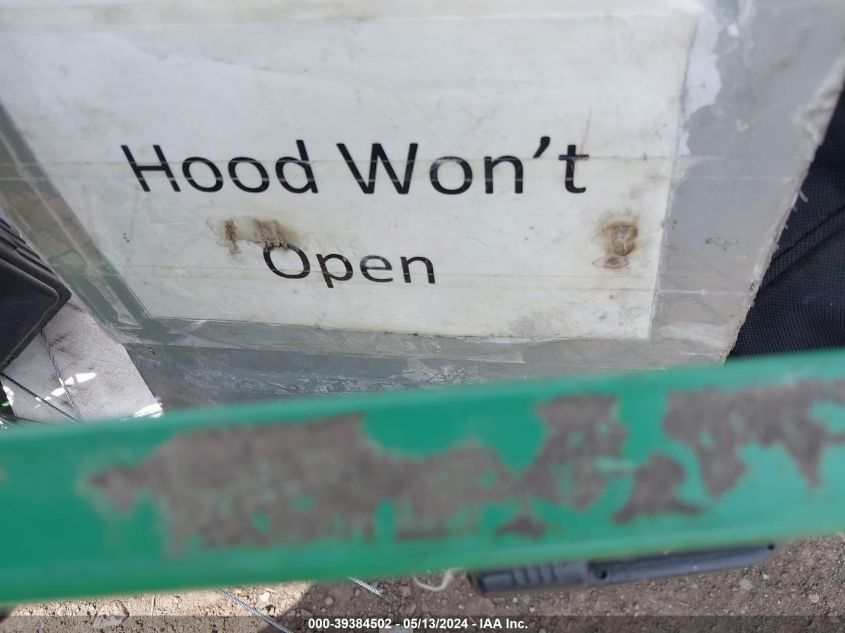 Hood Won’t
Open
000-39384502 - 05/13/2024 - IAA Inc.